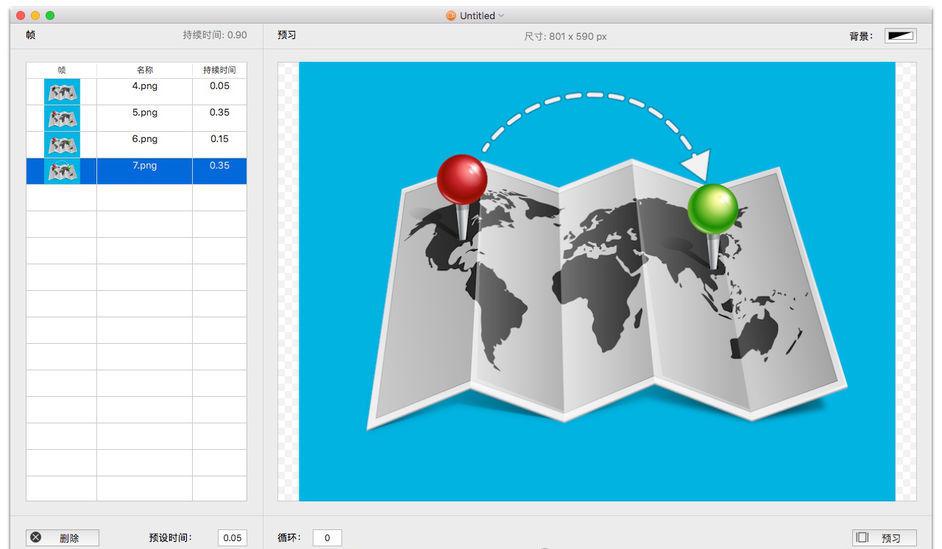 Untitled
帧
持续时间: 0.90
预习
尺寸: 801 x 590 px
背景：
帧 名称 持续时间
4.png 0.05
5.png 0.35
6.png 0.15
7.png 0.35
删除
预设时间：
0.05
循环：
0
预习